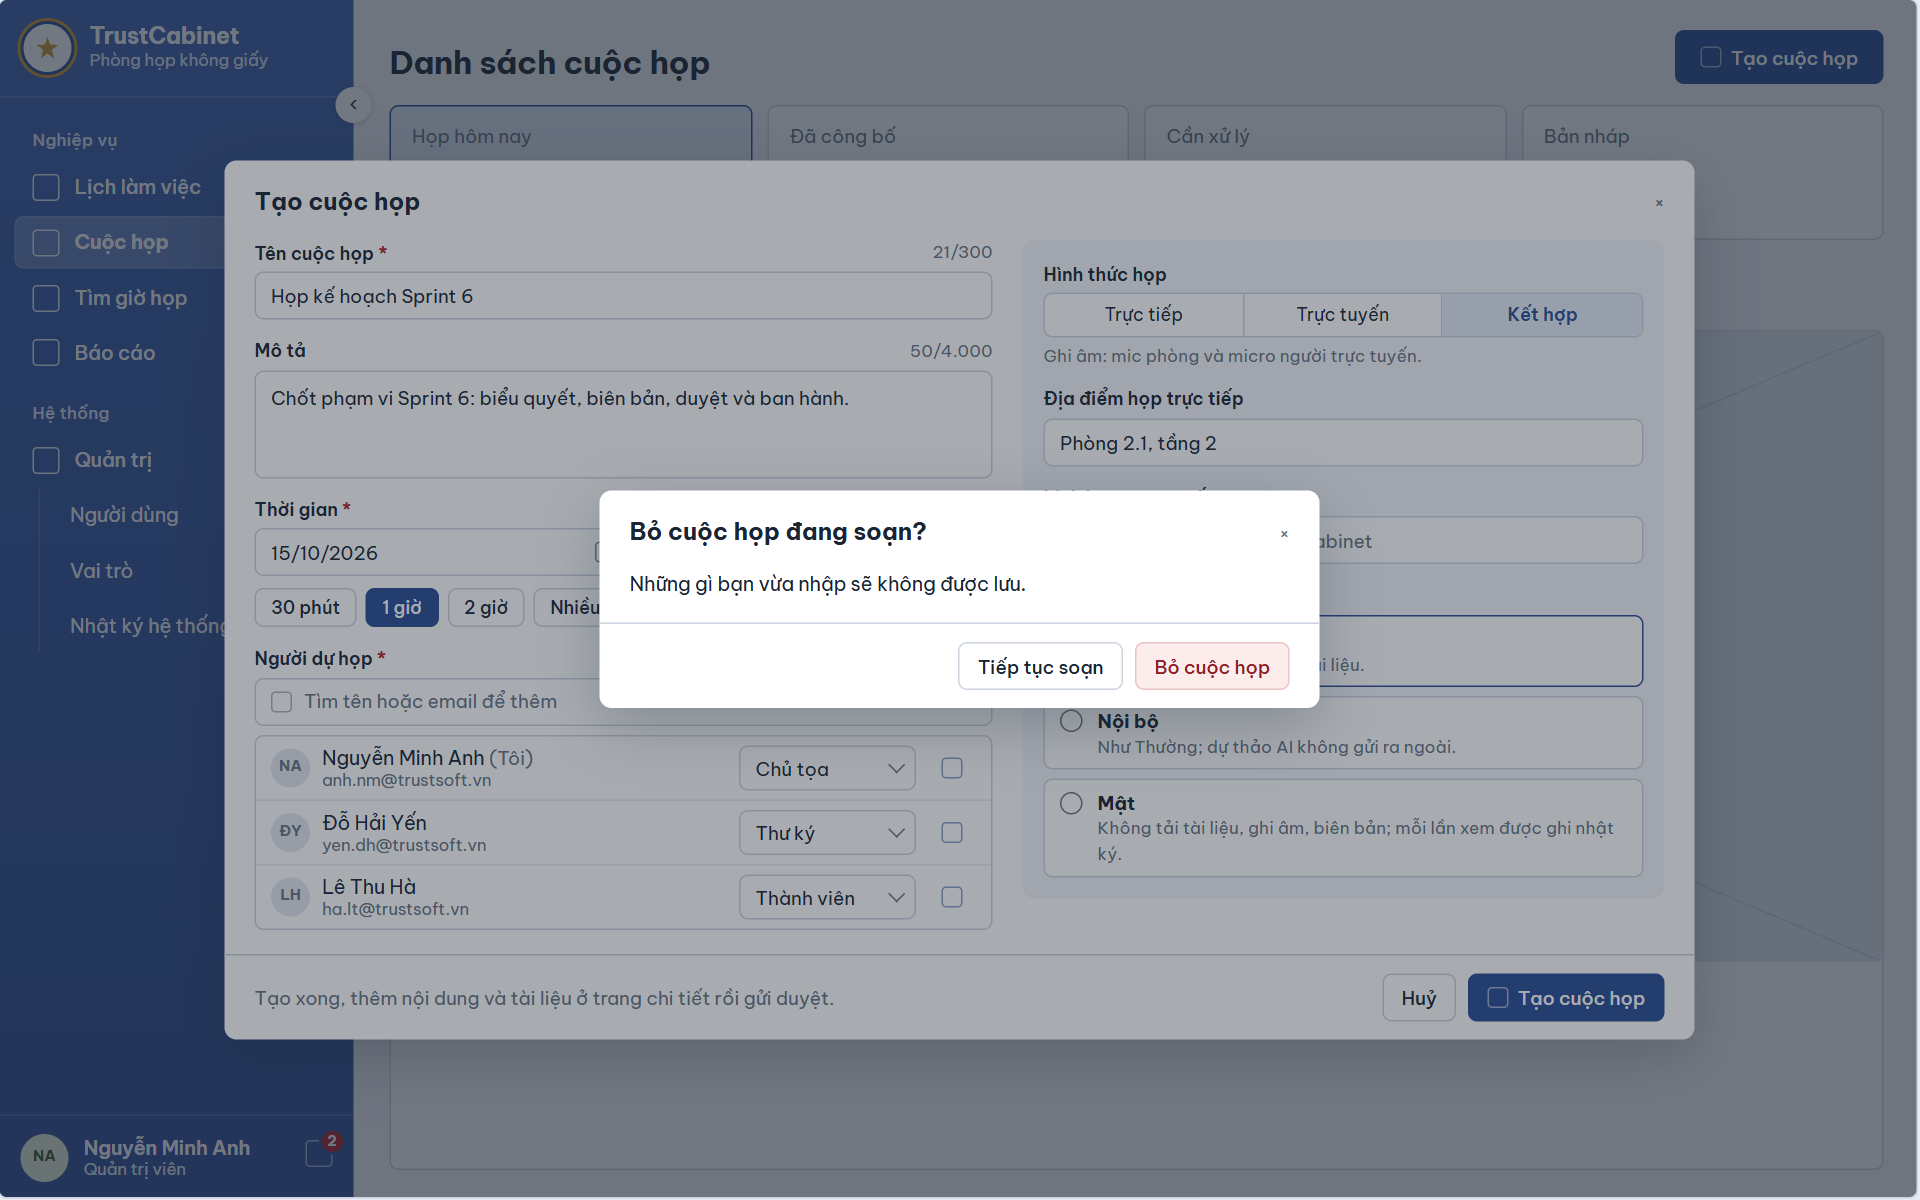 TrustCabinet
Phòng họp không giấy
Nghiệp vụ
Lịch làm việc
Cuộc họp
Tìm giờ họp
Báo cáo
Hệ thống
Quản trị
Người dùng
Vai trò
Nhật ký hệ thống
NA
Nguyễn Minh Anh
Quản trị viên
2
Danh sách cuộc họp
Tạo cuộc họp
Họp hôm nay
Đã công bố
Cần xử lý
Bản nháp
Tạo cuộc họp
Tên cuộc họp *
21/300
Họp kế hoạch Sprint 6
Mô tả
50/4.000
Chốt phạm vi Sprint 6: biểu quyết, biên bản, duyệt và ban hành.
Thời gian *
15/10/2026
30 phút
1 giờ
2 giờ
Nhiều
Người dự họp *
Tìm tên hoặc email để thêm
NA
Nguyễn Minh Anh (Tôi)
anh.nm@trustsoft.vn
Chủ tọa
ĐY
Đỗ Hải Yến
yen.dh@trustsoft.vn
Thư ký
LH
Lê Thu Hà
ha.lt@trustsoft.vn
Thành viên
Hình thức họp
Trực tiếp
Trực tuyến
Kết hợp
Ghi âm: mic phòng và micro người trực tuyến.
Địa điểm họp trực tiếp
Phòng 2.1, tầng 2
abinet
liệu.
Nội bộ
Như Thường; dự thảo AI không gửi ra ngoài.
Mật
Không tải tài liệu, ghi âm, biên bản; mỗi lần xem được ghi nhật
ký.
Tạo xong, thêm nội dung và tài liệu ở trang chi tiết rồi gửi duyệt.
Huỷ
Tạo cuộc họp
Bỏ cuộc họp đang soạn?
Những gì bạn vừa nhập sẽ không được lưu.
Tiếp tục soạn
Bỏ cuộc họp